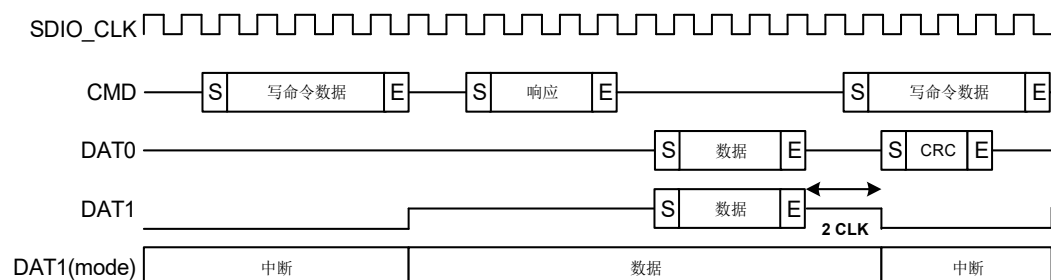 SDIO_CLK
CMD S 写命令数据 E S 响应 E S 写命令数据 E
DAT0 S 数据 E S CRC E
DAT1 S 数据 E
2 CLK
DAT1(mode) 中断 数据 中断